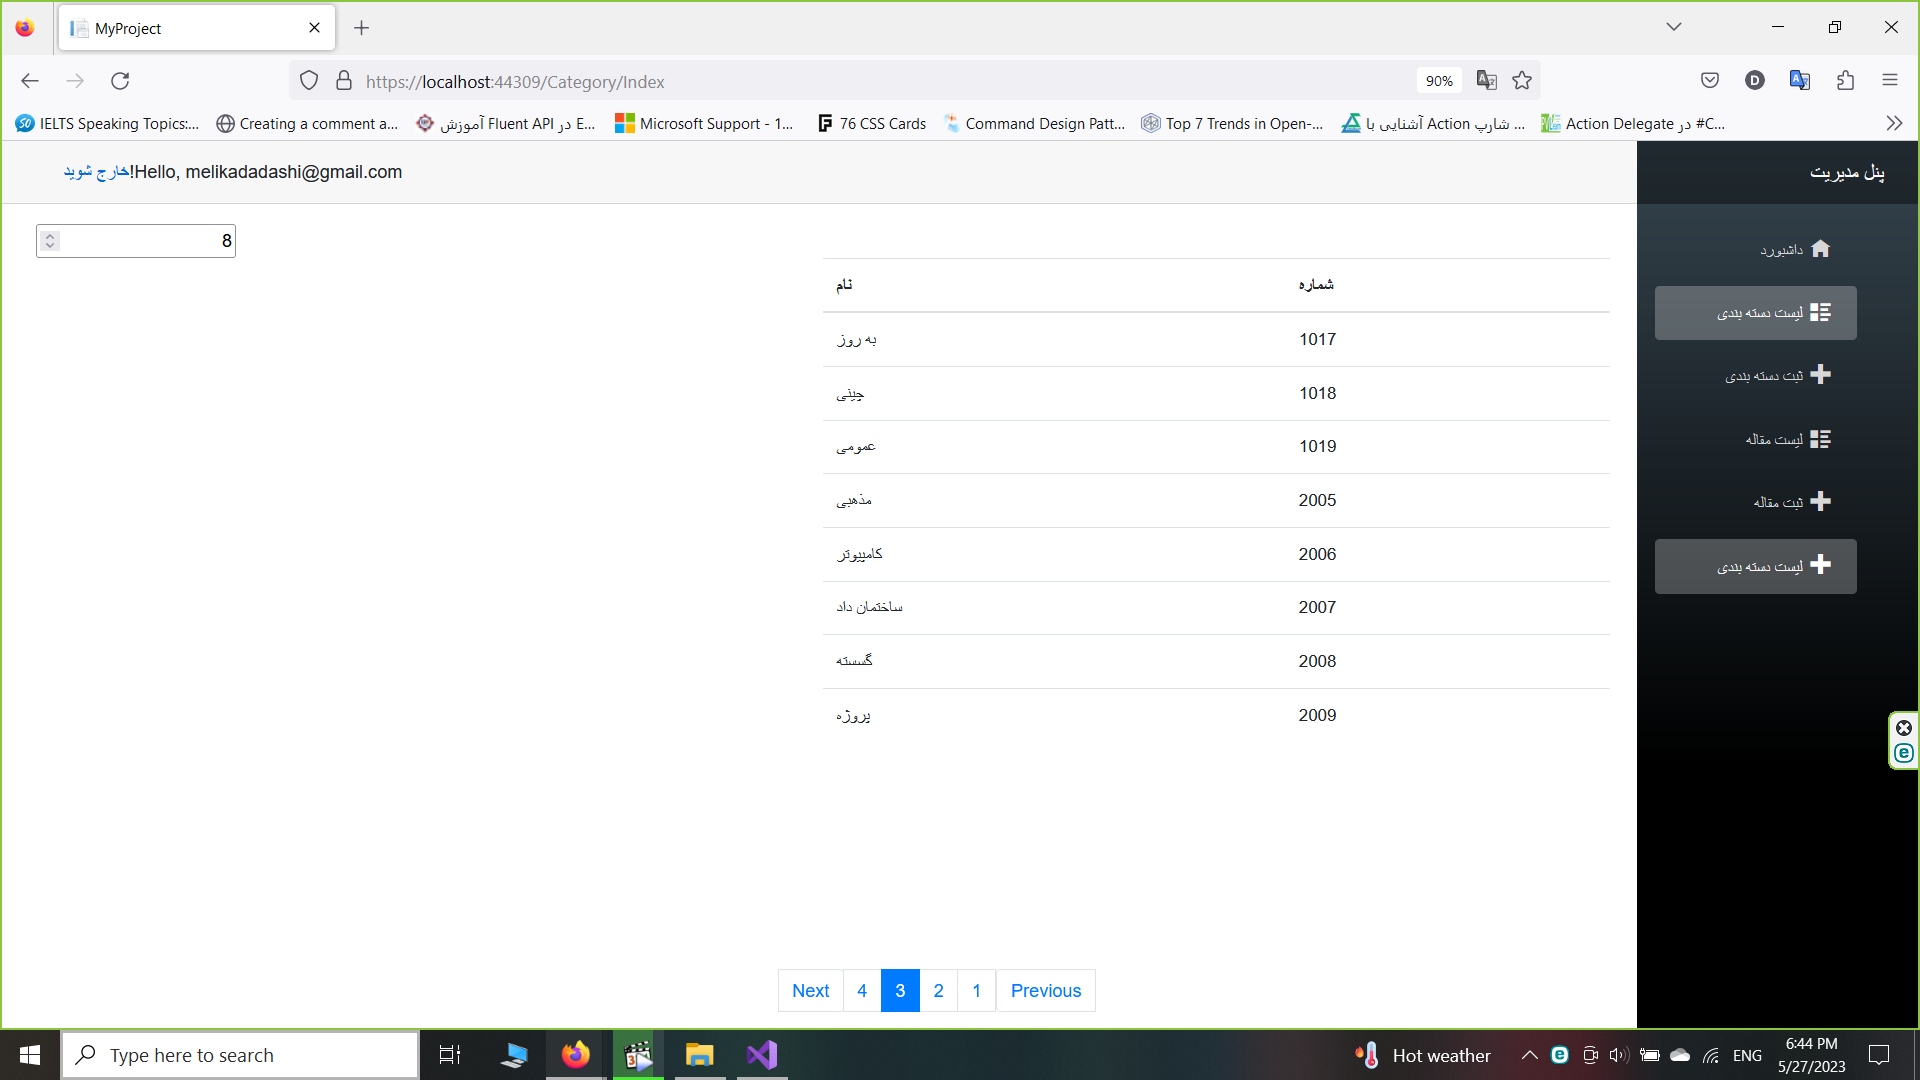 MyProject
https://localhost:44309/Category/Index
90%
IELTS Speaking Topics:...
Creating a comment a...
آموزش Fluent API در E...
Microsoft Support - 1...
76 CSS Cards
Command Design Patt...
Top 7 Trends in Open-...
آشنایی با Action شارپ ...
Action Delegate در #C...
Hello, melikadadashi@gmail.com!خارج شوید
پنل مدیریت
8
داشبورد
لیست دسته بندی
ثبت دسته بندی
لیست مقاله
ثبت مقاله
لیست دسته بندی
شماره نام
1017 به روز
1018 چینی
1019 عمومی
2005 مذهبی
2006 کامپیوتر
2007 ساختمان داد
2008 گسسته
2009 پروژه
Next 4 3 2 1 Previous
Type here to search
Hot weather
ENG
6:44 PM
5/27/2023